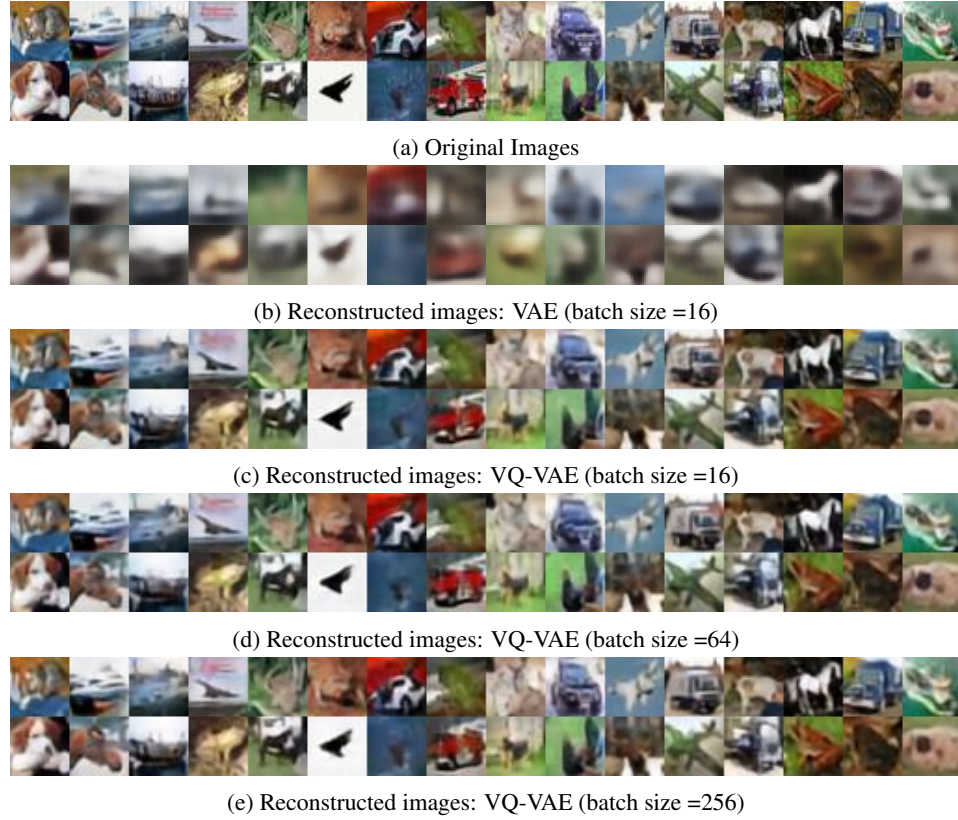 (a) Original Images
(b) Reconstructed images: VAE (batch size =16)
(c) Reconstructed images: VQ-VAE (batch size =16)
(d) Reconstructed images: VQ-VAE (batch size =64)
(e) Reconstructed images: VQ-VAE (batch size =256)